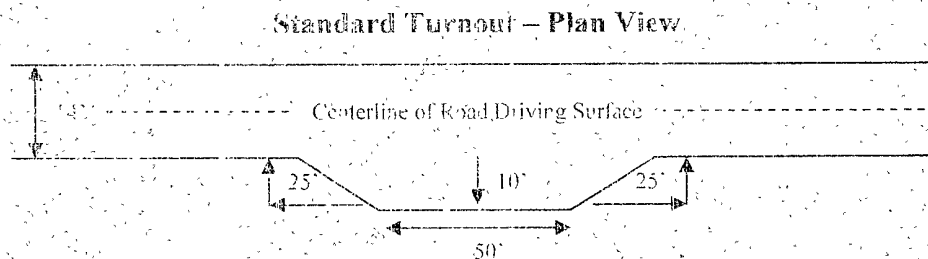 Standard Turnout – Plan View
Centerline of Road Driving Surface
25'
10'
25'
50'